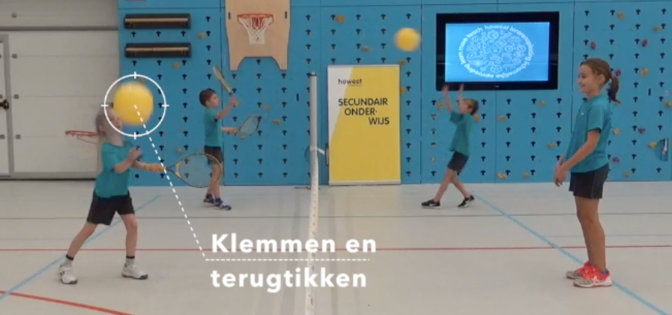 howest
SECUNDAIR
ONDER-
WIJS
Klemmen en
terugtikken